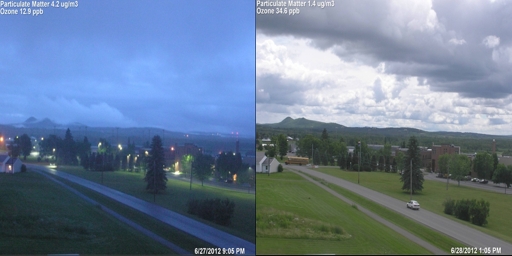 Particulate Matter 4.2 ug/m3
Ozone 12.9 ppb
6/27/2012 9:05 PM
Particulate Matter 1.4 ug/m3
Ozone 34.6 ppb
6/28/2012 1:05 PM